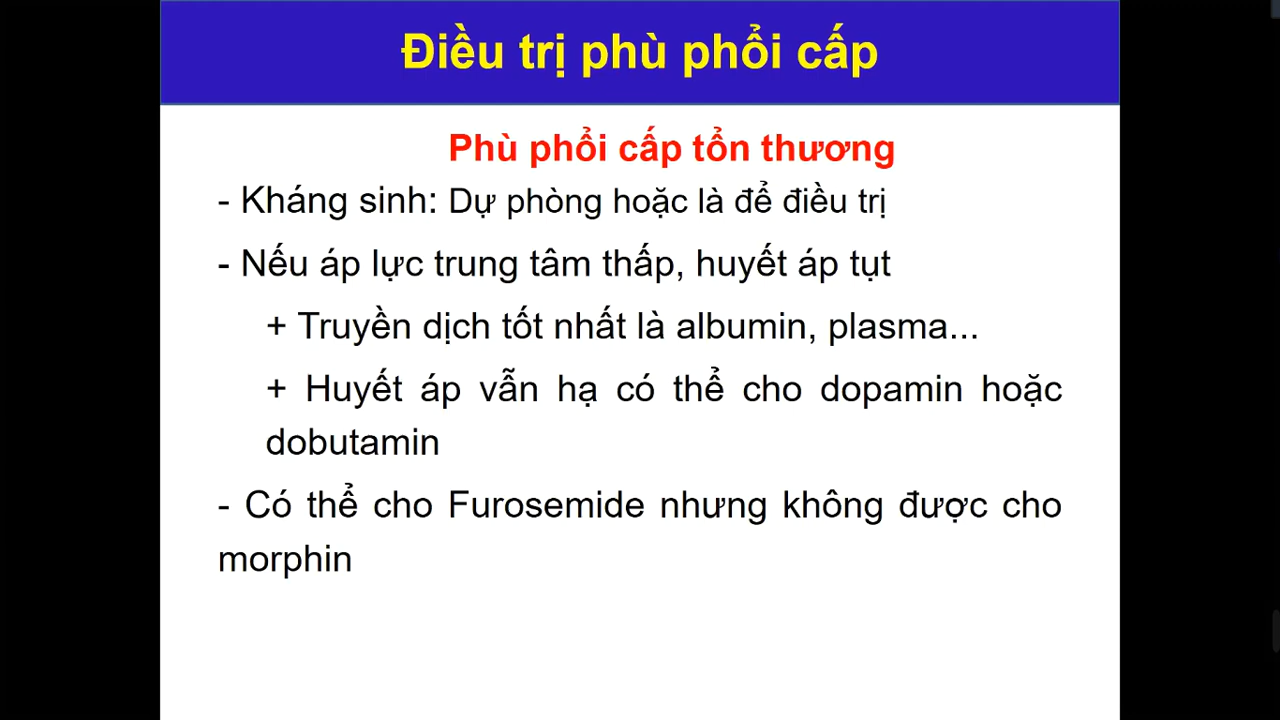 Điều trị phù phổi cấp
Phù phổi cấp tổn thương
- Kháng sinh: Dự phòng hoặc là để điều trị
- Nếu áp lực trung tâm thấp, huyết áp tụt
+ Truyền dịch tốt nhất là albumin, plasma...
+ Huyết áp vẫn hạ có thể cho dopamin hoặc
dobutamin
- Có thể cho Furosemide nhưng không được cho
morphin